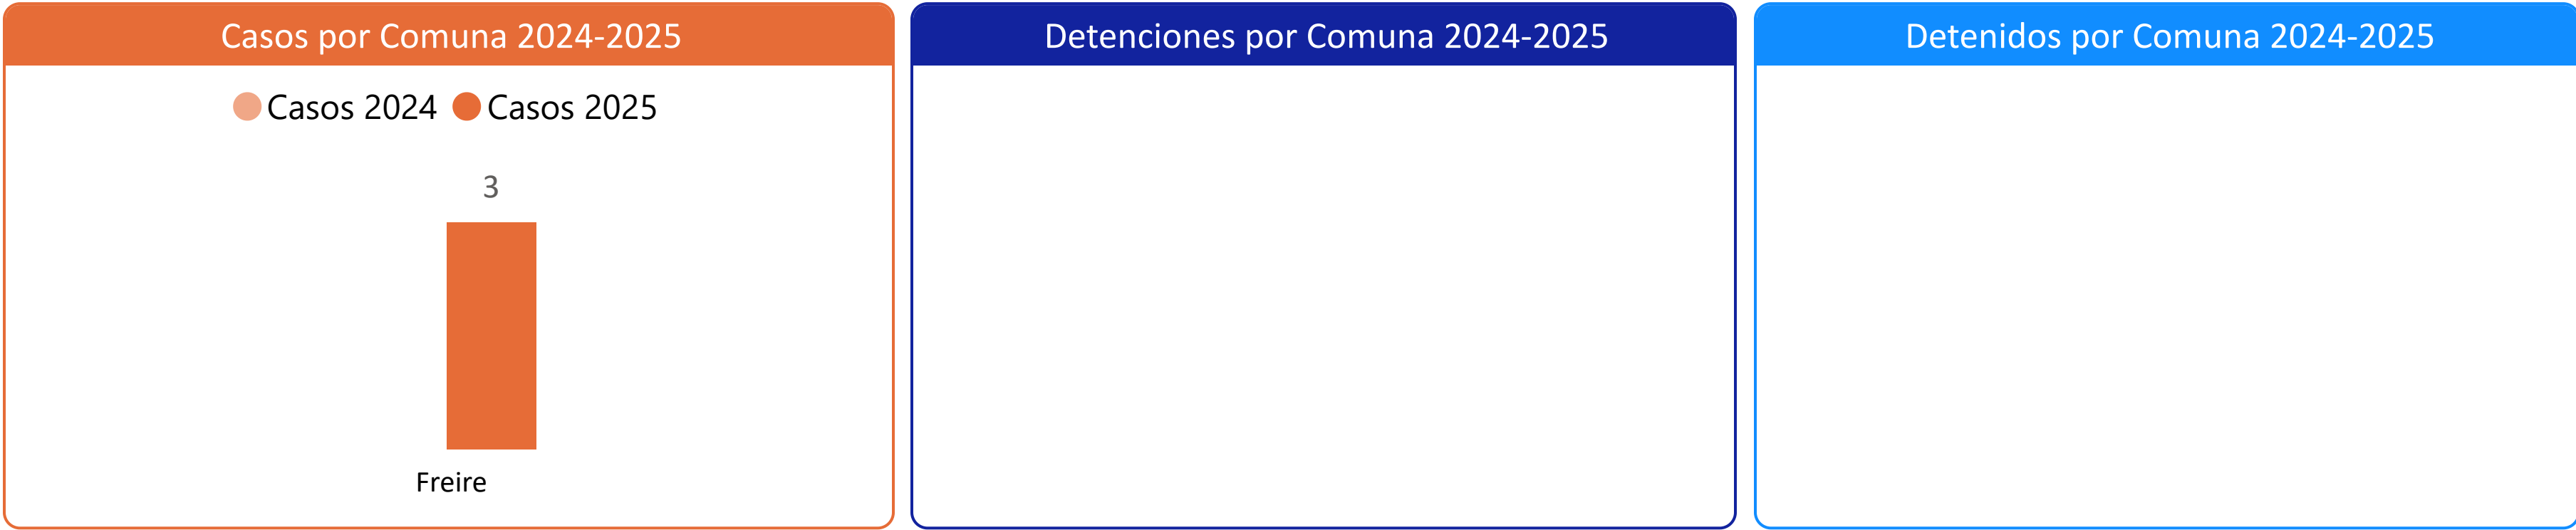 Casos por Comuna 2024-2025
Casos 2024 Casos 2025
3
Freire
Detenciones por Comuna 2024-2025
Detenidos por Comuna 2024-2025